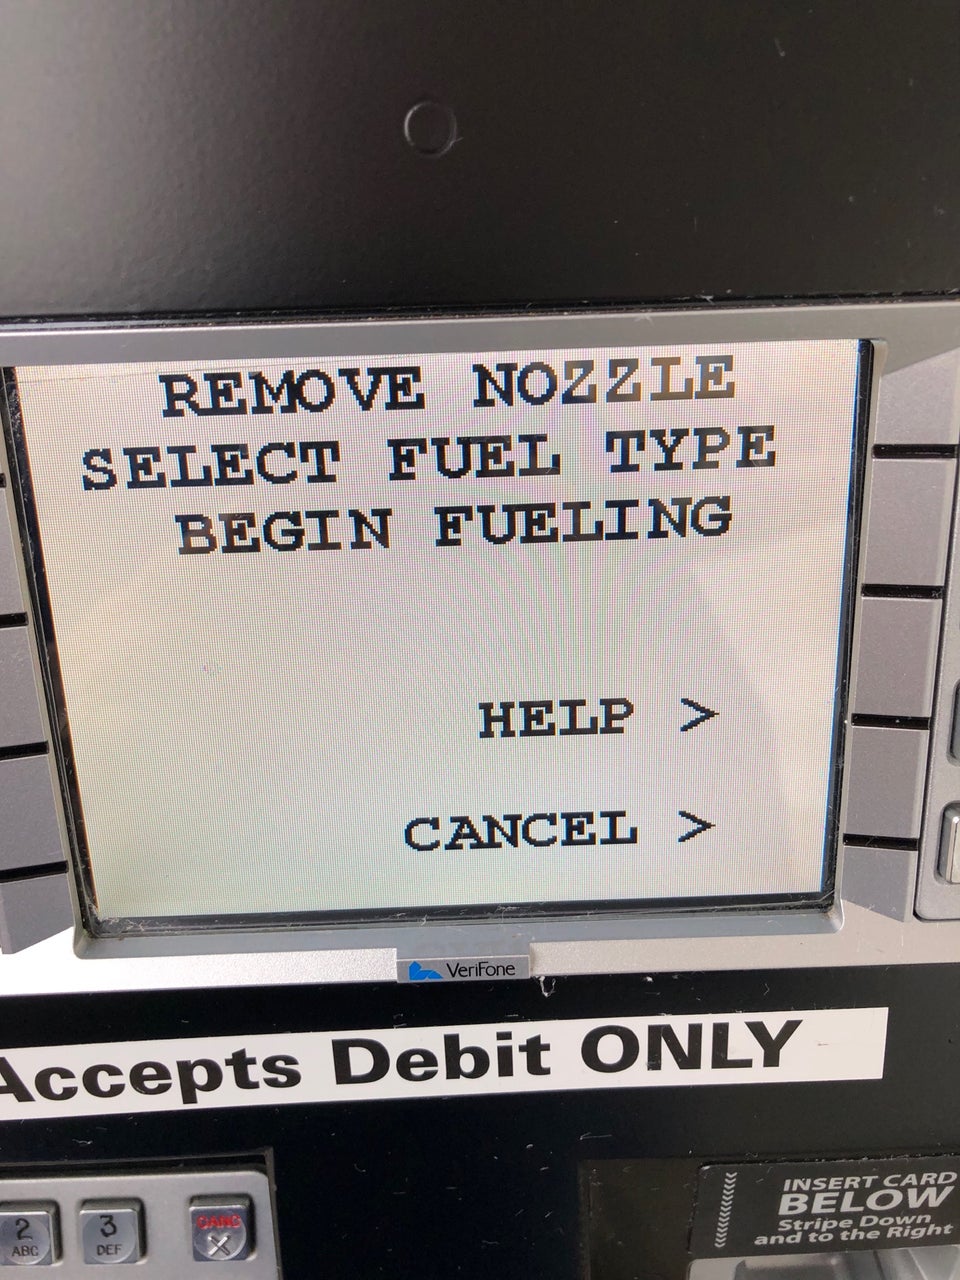 REMOVE NOZZLE
SELECT FUEL TYPE
BEGIN FUELING
HELP >
CANCEL >
VeriFone
Accepts Debit ONLY
2
ABC
3
DEF
CANC
X
INSERT CARD
BELOW
Stripe Down
and to the Right